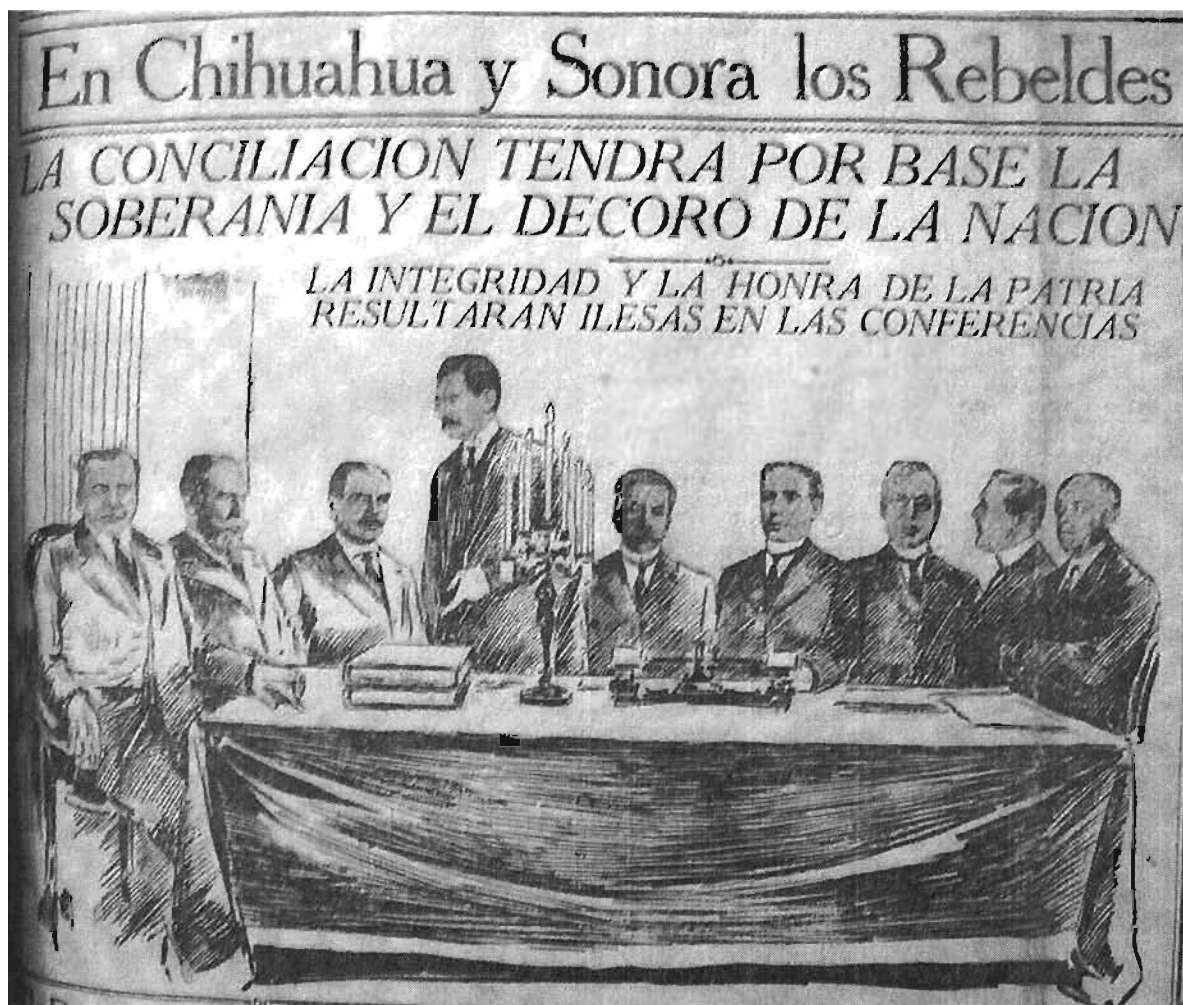 En Chihuahua y Sonora los Rebeldes
LA CONCILIACION TENDRA POR BASE LA
SOBERANIA Y EL DECORO DE LA NACION
LA INTEGRIDAD Y LA HONRA DE LA PATRIA
RESULTARAN ILESAS EN LAS CONFERENCIAS